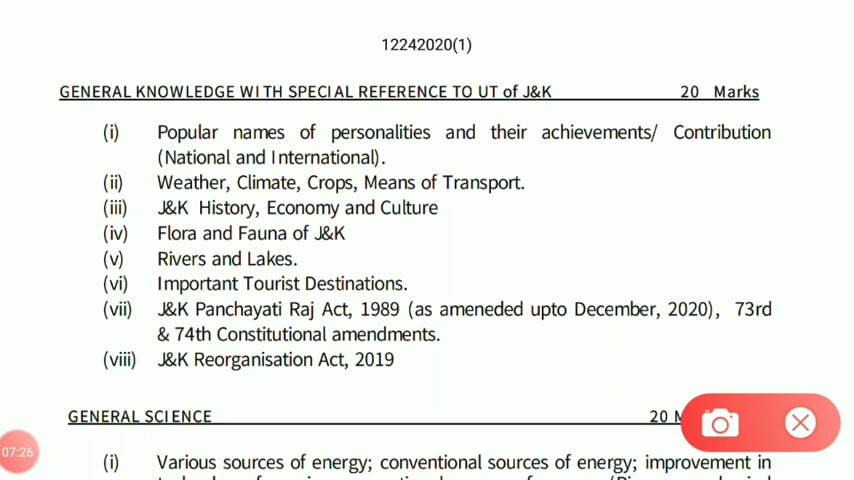 12242020(1)
GENERAL KNOWLEDGE WITH SPECIAL REFERENCE TO UT of J&K 20 Marks
(i) Popular names of personalities and their achievements/ Contribution
(National and International).
(ii) Weather, Climate, Crops, Means of Transport.
(iii) J&K History, Economy and Culture
(iv) Flora and Fauna of J&K
(v) Rivers and Lakes.
(vi) Important Tourist Destinations.
(vii) J&K Panchayati Raj Act, 1989 (as ameneded upto December, 2020), 73rd
& 74th Constitutional amendments.
(viii) J&K Reorganisation Act, 2019
GENERAL SCIENCE 20
07:26
(i) Various sources of energy; conventional sources of energy; improvement in